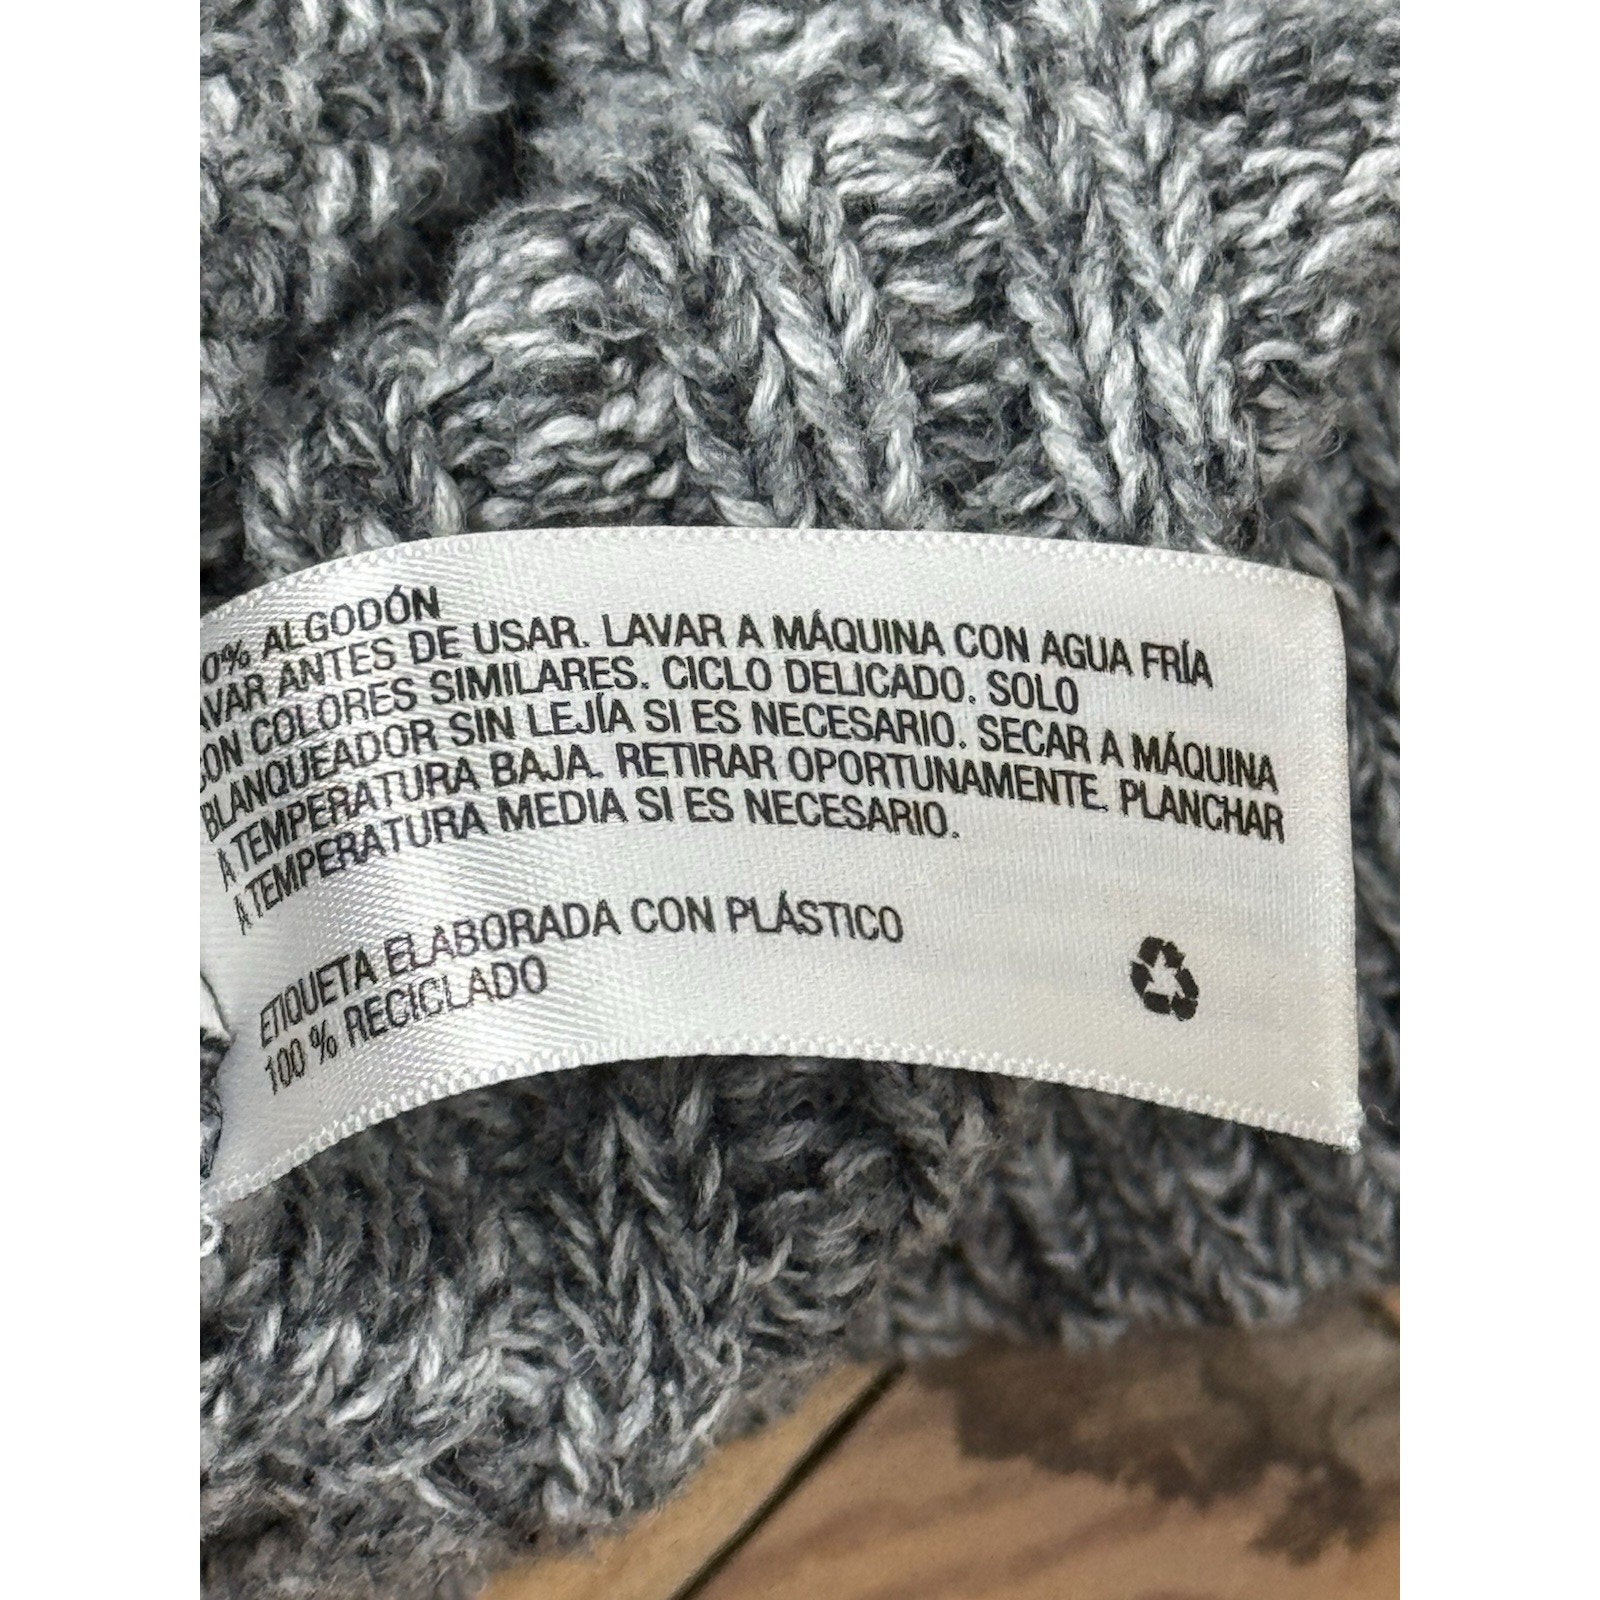 0% ALGODÓN
AVAR ANTES DE USAR. LAVAR A MÁQUINA CON AGUA FRÍA
CON COLORES SIMILARES. CICLO DELICADO. SOLO
BLANQUEADOR SIN LEJÍA SI ES NECESARIO. SECAR A MÁQUINA
A TEMPERATURA BAJA. RETIRAR OPORTUNAMENTE. PLANCHAR
A TEMPERATURA MEDIA SI ES NECESARIO.
ETIQUETA ELABORADA CON PLÁSTICO
100 % RECICLADO